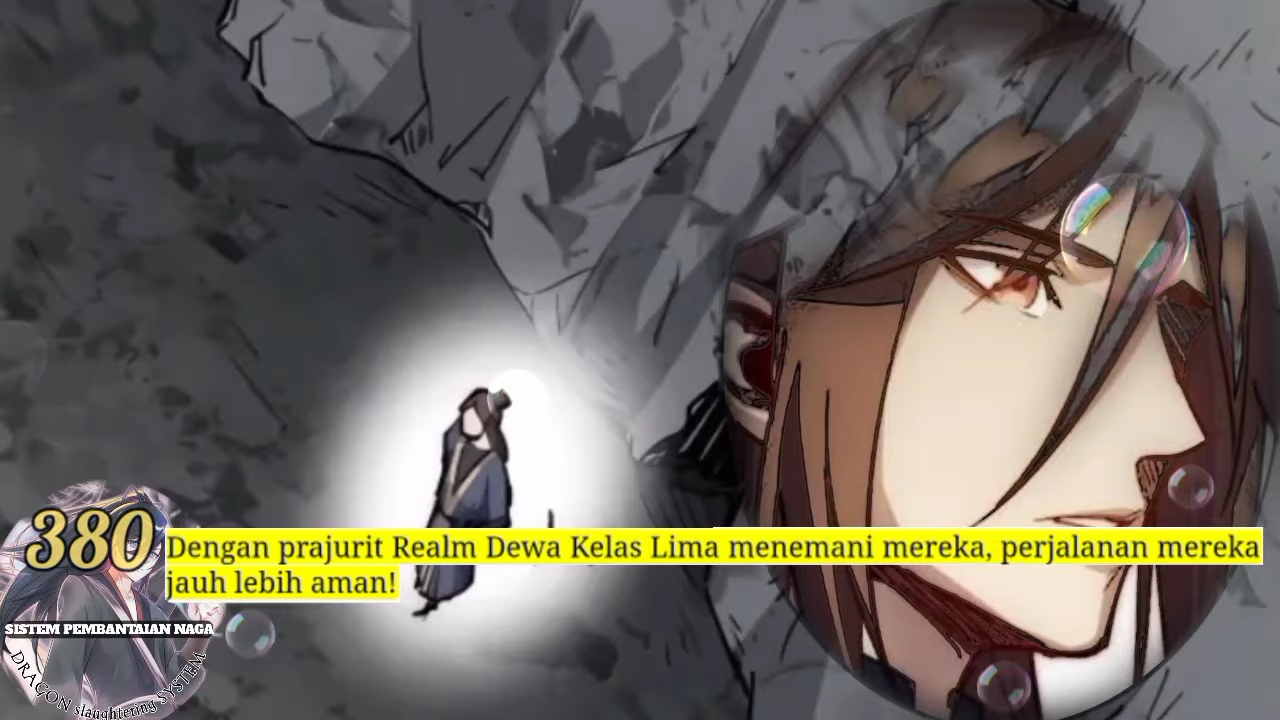 380
Dengan prajurit Realm Dewa Kelas Lima menemani mereka, perjalanan mereka
jauh lebih aman!
SISTEM PEMBANTAIAN NAGA
DRAGON slaughtering SYSTEM